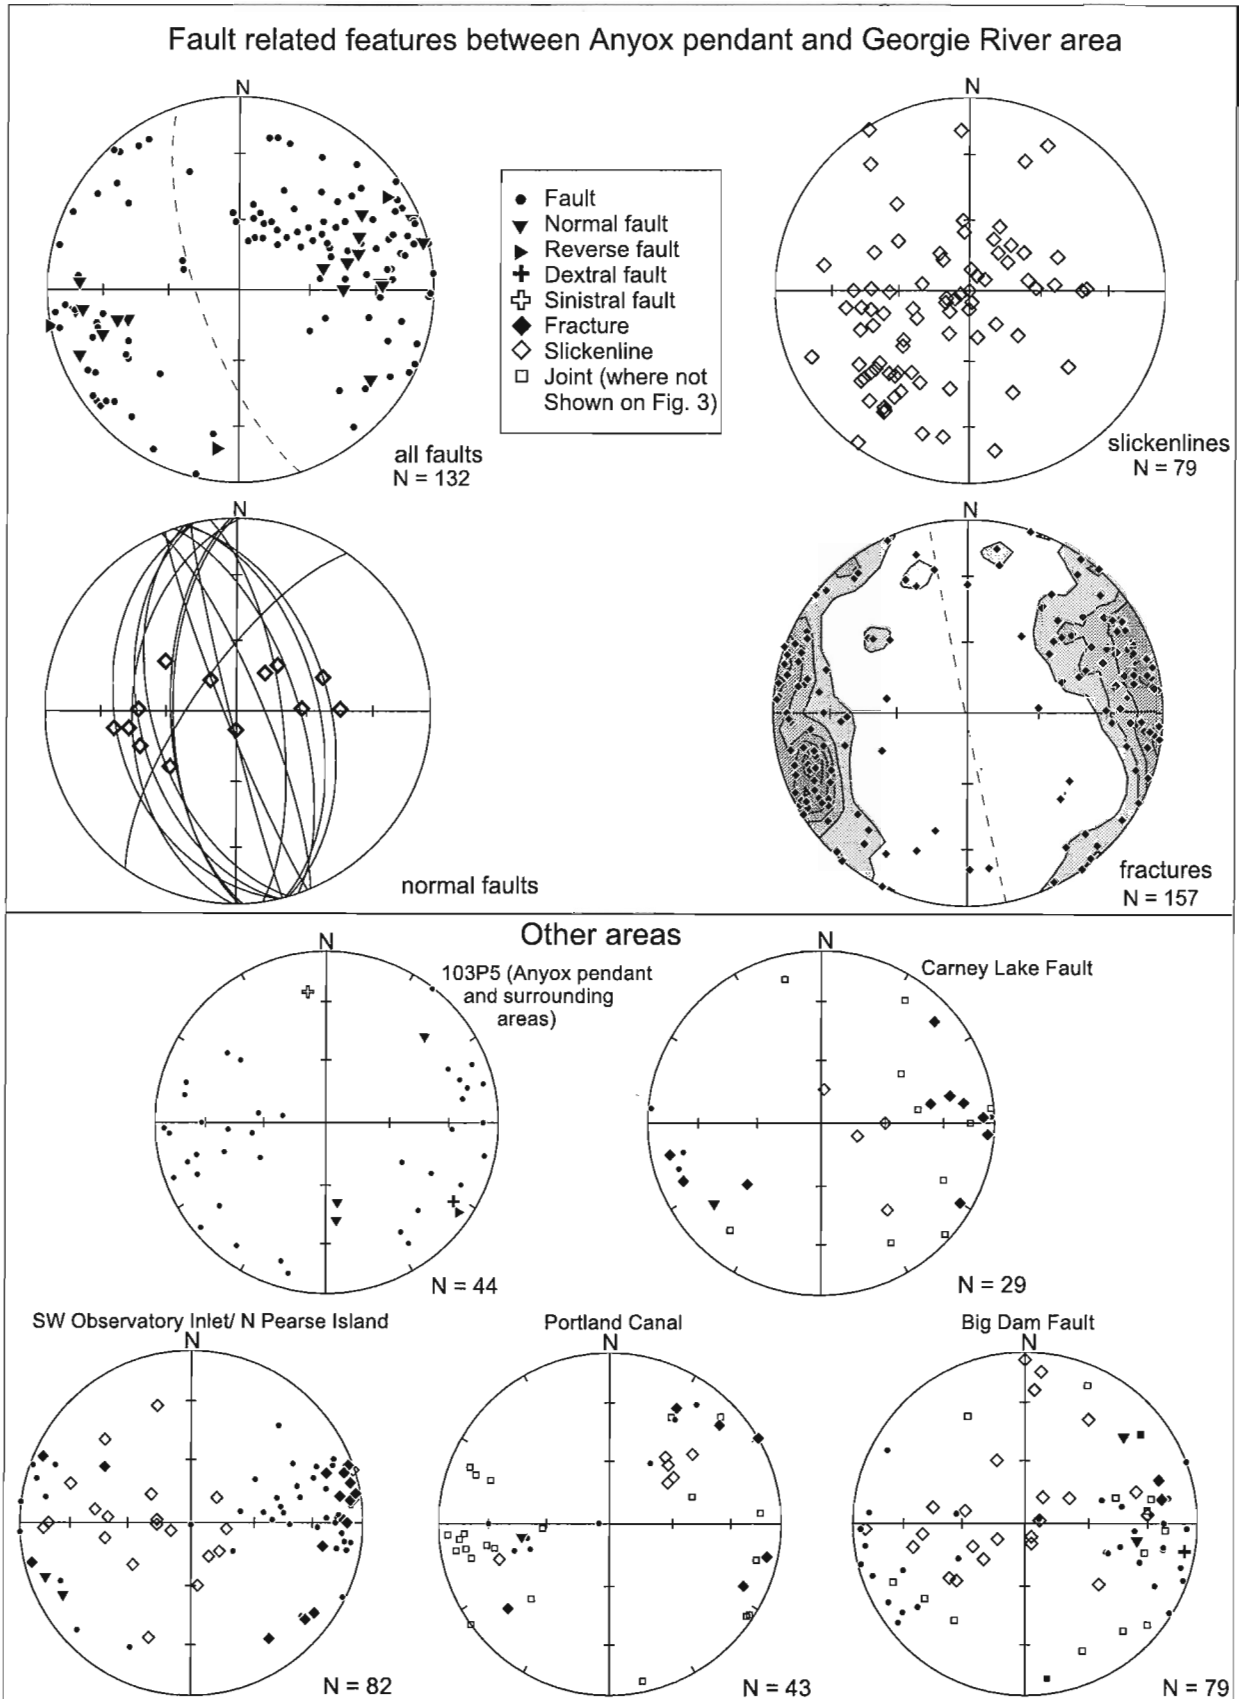 Fault related features between Anyox pendant and Georgie River area
N
N
Fault
Normal fault
Reverse fault
Dextral fault
Sinistral fault
Fracture
Slickenline
Joint (where not
Shown on Fig. 3)
all faults
N = 132
slickenlines
N = 79
N
N
normal faults
fractures
N = 157
Other areas
N
103P5 (Anyox pendant
and surrounding
areas)
N = 44
N
Carney Lake Fault
N = 29
SW Observatory Inlet/ N Pearse Island
N
N = 82
Portland Canal
N
N = 43
Big Dam Fault
N
N = 79